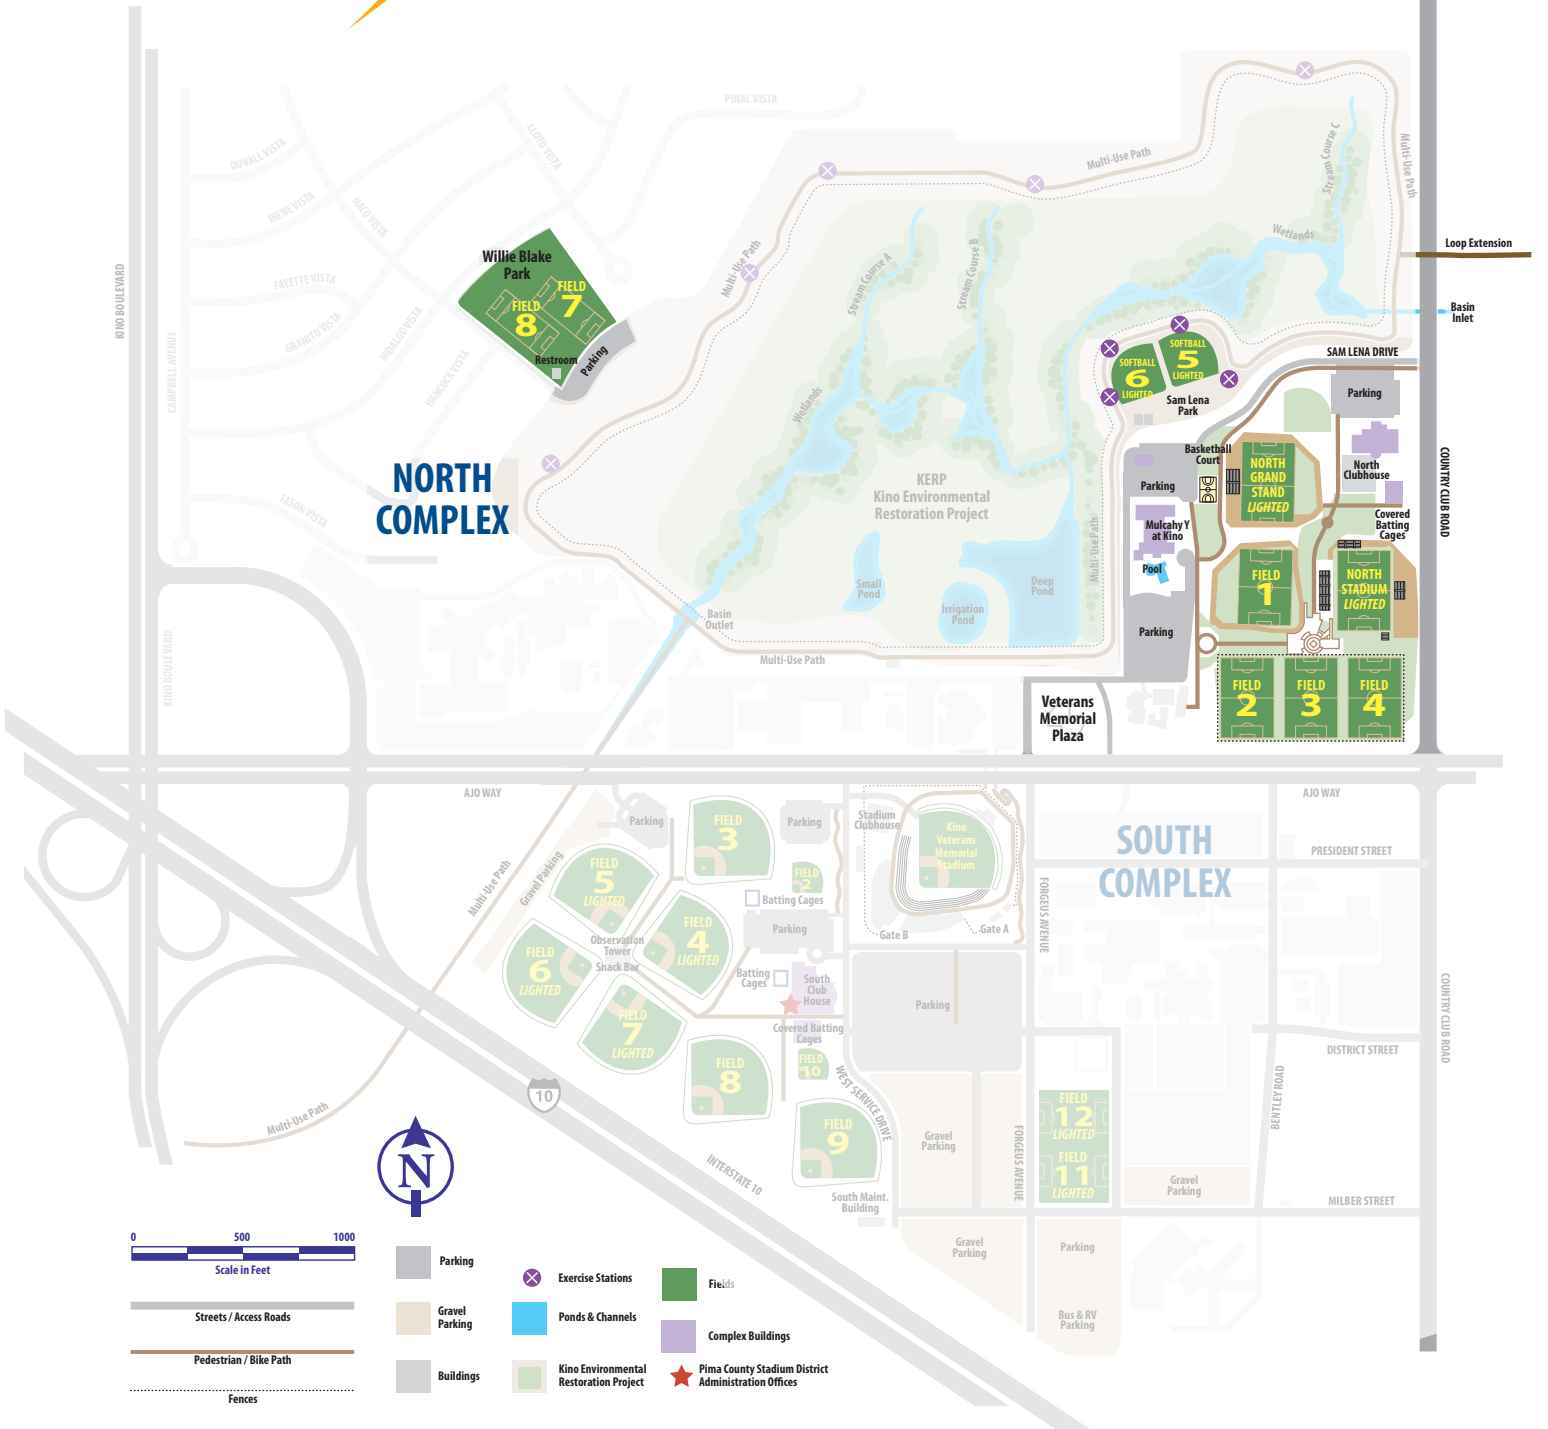 PINAL VISTA
LLOYD VISTA
DUVALL VISTA
IRENE VISTA
NACO VISTA
FAYETTE VISTA
GRANITO VISTA
HIDALGO VISTA
HANCOCK VISTA
JASON VISTA
KINO BOULEVARD
CAMPBELL AVENUE
KINO BOULEVARD
Willie Blake
Park
FIELD
7
FIELD
8
Restroom
Parking
NORTH
COMPLEX
Multi-Use Path
Multi-Use Path
Multi-Use Path
Stream Course A
Stream Course B
Stream Course C
Wetlands
Wetlands
Loop Extension
Basin
Inlet
SAM LENA DRIVE
SOFTBALL
5
LIGHTED
SOFTBALL
6
LIGHTED
Sam Lena
Park
Parking
Basketball
Court
NORTH
GRAND
STAND
LIGHTED
North
Clubhouse
Covered
Batting
Cages
COUNTRY CLUB ROAD
Parking
Mulcahy Y
at Kino
Pool
Parking
KERP
Kino Environmental
Restoration Project
Small
Pond
Irrigation
Pond
Deep
Pond
Multi-Use Path
Basin
Outlet
Multi-Use Path
FIELD
1
NORTH
STADIUM
LIGHTED
FIELD
2
FIELD
3
FIELD
4
Veterans
Memorial
Plaza
AJO WAY
AJO WAY
SOUTH
COMPLEX
PRESIDENT STREET
Parking
FIELD
3
Parking
Stadium
Clubhouse
Kino
Veterans
Memorial
Stadium
Multi-Use Path
Gravel Parking
FIELD
5
LIGHTED
FIELD
2
Batting Cages
Parking
Gate B
Gate A
FORGEUS AVENUE
FIELD
4
LIGHTED
Observation
Tower
Snack Bar
FIELD
6
LIGHTED
Batting
Cages
South
Club
House
Parking
Covered Batting
Cages
FIELD
7
LIGHTED
FIELD
8
FIELD
10
WEST SERVICE DRIVE
FIELD
9
COUNTRY CLUB ROAD
DISTRICT STREET
BENTLEY ROAD
10
INTERSTATE 10
Multi-Use Path
FIELD
12
LIGHTED
FIELD
11
LIGHTED
Gravel
Parking
FORGEUS AVENUE
Gravel
Parking
MILBER STREET
South Maint.
Building
Gravel
Parking
Parking
Bus & RV
Parking
N
0 500 1000
Scale in Feet
Streets / Access Roads
Pedestrian / Bike Path
Fences
Parking
Gravel
Parking
Buildings
Exercise Stations
Ponds & Channels
Kino Environmental
Restoration Project
Fields
Complex Buildings
Pima County Stadium District
Administration Offices